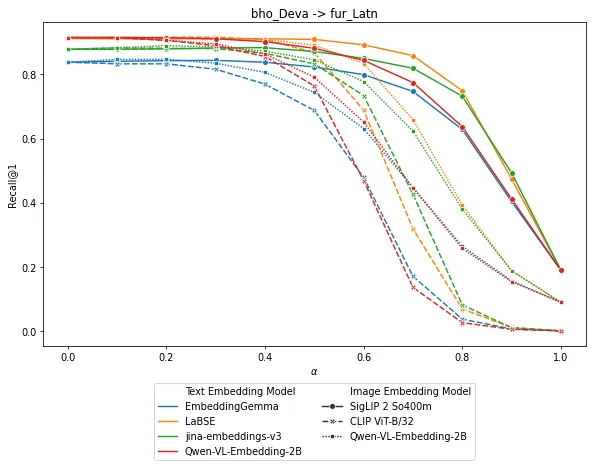 bho_Deva -> fur_Latn
Recall@1
0.8
0.6
0.4
0.2
0.0
0.0 0.2 0.4 0.6 0.8 1.0
α
Text Embedding Model Image Embedding Model
EmbeddingGemma SigLIP 2 So400m
LaBSE CLIP ViT-B/32
jina-embeddings-v3 Qwen-VL-Embedding-2B
Qwen-VL-Embedding-2B